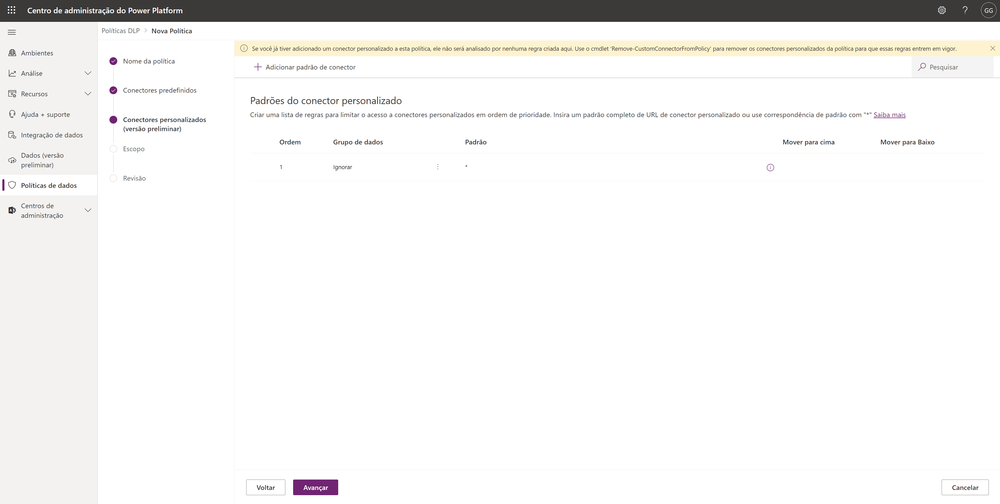 Centro de administração do Power Platform
GG
Ambientes
Análise
Recursos
Ajuda + suporte
Integração de dados
Dados (versão
preliminar)
Políticas de dados
Centros de
administração
Políticas DLP > Nova Política
Nome da política
Conectores predefinidos
Conectores personalizados
(versão preliminar)
Escopo
Revisão
Se você já tiver adicionado um conector personalizado a esta política, ele não será analisado por nenhuma regra criada aqui. Use o cmdlet 'Remove-CustomConnectorFromPolicy' para remover os conectores personalizados da política para que essas regras entrem em vigor.
Adicionar padrão de conector
Pesquisar
Padrões do conector personalizado
Criar uma lista de regras para limitar o acesso a conectores personalizados em ordem de prioridade. Insira um padrão completo de URL de conector personalizado ou use correspondência de padrão com "*" Saiba mais
Ordem Grupo de dados Padrão Mover para cima Mover para Baixo
1 Ignorar *
Voltar
Avançar
Cancelar